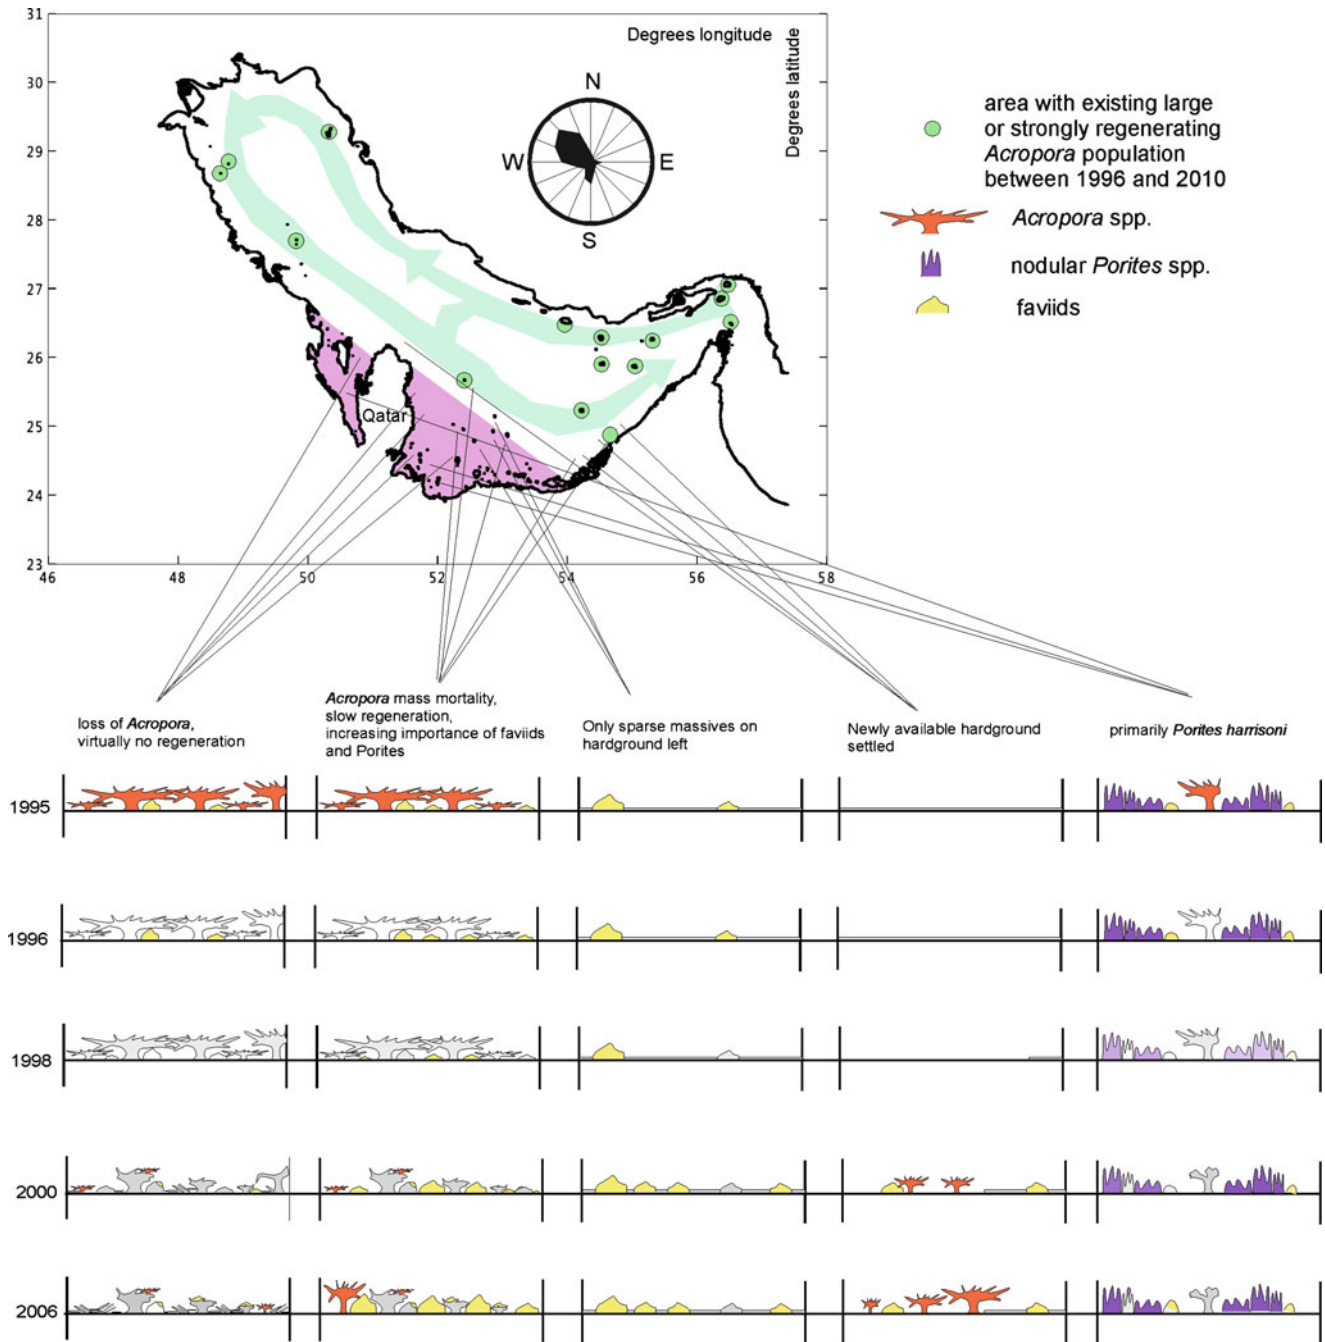 31
30
29
28
27
26
25
24
23
46
48
50
52
54
56
58
Degrees longitude
Degrees latitude
N
W
E
S
Qatar
area with existing large
or strongly regenerating
Acropora population
between 1996 and 2010
Acropora spp.
nodular Porites spp.
faviids
loss of Acropora,
virtually no regeneration
Acropora mass mortality,
slow regeneration,
increasing importance of faviids
and Porites
Only sparse massives on
hardground left
Newly available hardground
settled
primarily Porites harrisoni
1995
1996
1998
2000
2006